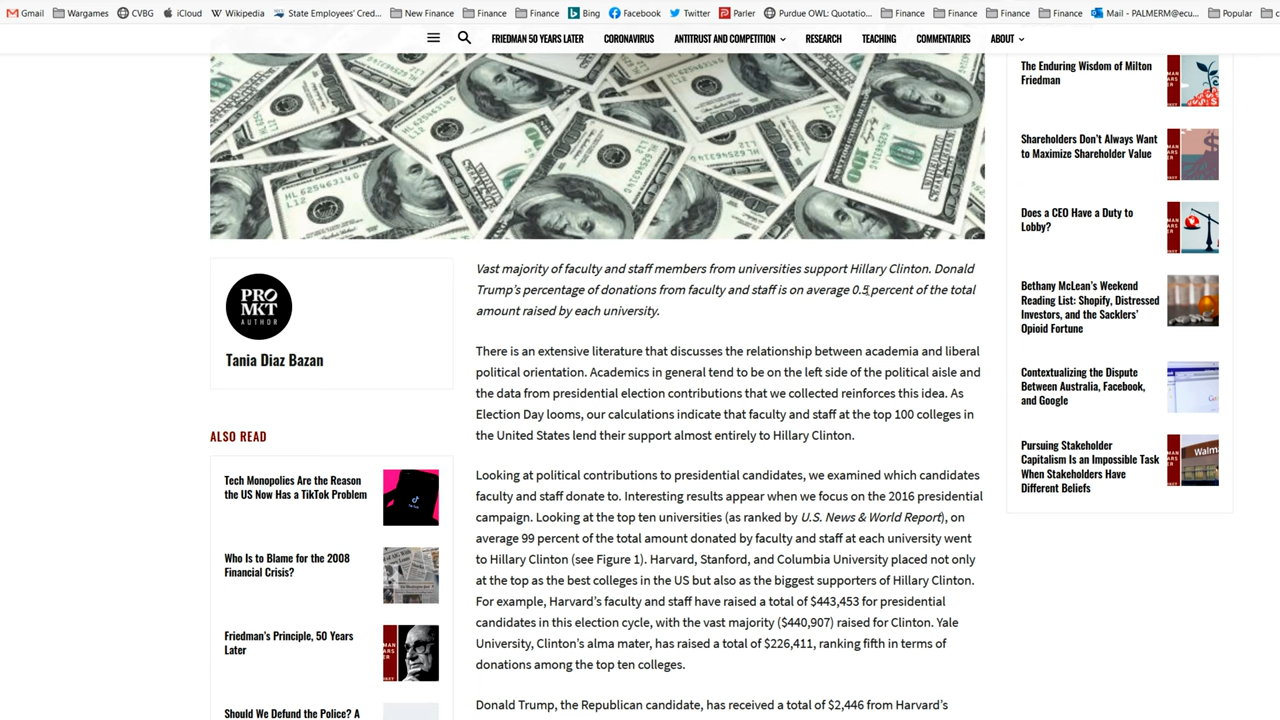 Gmail Wargames CVBG iCloud Wikipedia State Employees' Cred... New Finance Finance Finance Bing Facebook Twitter Parler Purdue OWL: Quotatio... Finance Finance Finance Finance Mail - PALMERM@ecu... Popular
FRIEDMAN 50 YEARS LATER CORONAVIRUS ANTITRUST AND COMPETITION RESEARCH TEACHING COMMENTARIES ABOUT
PRO
MKT
AUTHOR
Tania Diaz Bazan
ALSO READ
Tech Monopolies Are the Reason
the US Now Has a TikTok Problem
Who Is to Blame for the 2008
Financial Crisis?
Friedman's Principle, 50 Years
Later
Should We Defund the Police? A
Vast majority of faculty and staff members from universities support Hillary Clinton. Donald
Trump's percentage of donations from faculty and staff is on average 0.5 percent of the total
amount raised by each university.
There is an extensive literature that discusses the relationship between academia and liberal
political orientation. Academics in general tend to be on the left side of the political aisle and
the data from presidential election contributions that we collected reinforces this idea. As
Election Day looms, our calculations indicate that faculty and staff at the top 100 colleges in
the United States lend their support almost entirely to Hillary Clinton.
Looking at political contributions to presidential candidates, we examined which candidates
faculty and staff donate to. Interesting results appear when we focus on the 2016 presidential
campaign. Looking at the top ten universities (as ranked by U.S. News & World Report), on
average 99 percent of the total amount donated by faculty and staff at each university went
to Hillary Clinton (see Figure 1). Harvard, Stanford, and Columbia University placed not only
at the top as the best colleges in the US but also as the biggest supporters of Hillary Clinton.
For example, Harvard's faculty and staff have raised a total of $443,453 for presidential
candidates in this election cycle, with the vast majority ($440,907) raised for Clinton. Yale
University, Clinton's alma mater, has raised a total of $226,411, ranking fifth in terms of
donations among the top ten colleges.
Donald Trump, the Republican candidate, has received a total of $2,446 from Harvard's
The Enduring Wisdom of Milton
Friedman
Shareholders Don't Always Want
to Maximize Shareholder Value
Does a CEO Have a Duty to
Lobby?
Bethany McLean's Weekend
Reading List: Shopify, Distressed
Investors, and the Sacklers'
Opioid Fortune
Contextualizing the Dispute
Between Australia, Facebook,
and Google
Pursuing Stakeholder
Capitalism Is an Impossible Task
When Stakeholders Have
Different Beliefs